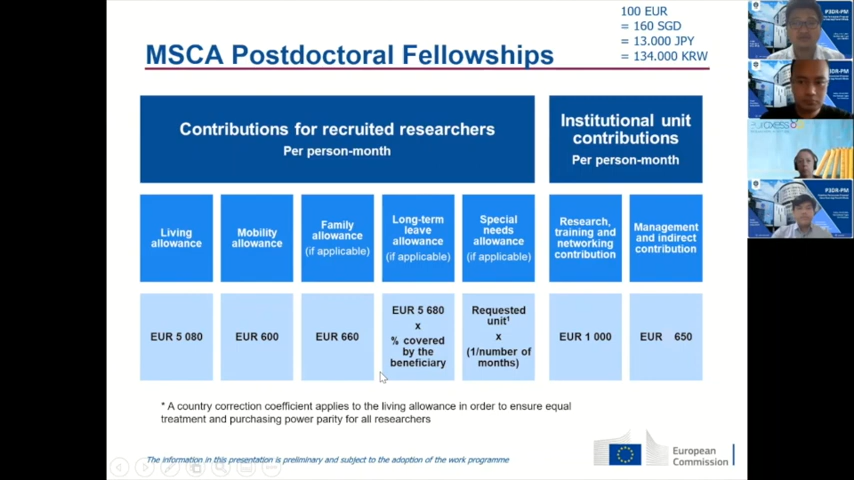 100 EUR
= 160 SGD
= 13.000 JPY
= 134.000 KRW
MSCA Postdoctoral Fellowships
Contributions for recruited researchers
Per person-month
Institutional unit
contributions
Per person-month
Living
allowance
Mobility
allowance
Family
allowance
(if applicable)
Long-term
leave
allowance
(if applicable)
Special
needs
allowance
(if applicable)
Research,
training and
networking
contribution
Management
and indirect
contribution
EUR 5 080
EUR 600
EUR 660
EUR 5 680
x
% covered
by the
beneficiary
Requested
unit¹
x
(1/number of
months)
EUR 1 000
EUR 650
* A country correction coefficient applies to the living allowance in order to ensure equal
treatment and purchasing power parity for all researchers
The information in this presentation is preliminary and subject to the adoption of the work programme
European
Commission
P3DR-PM